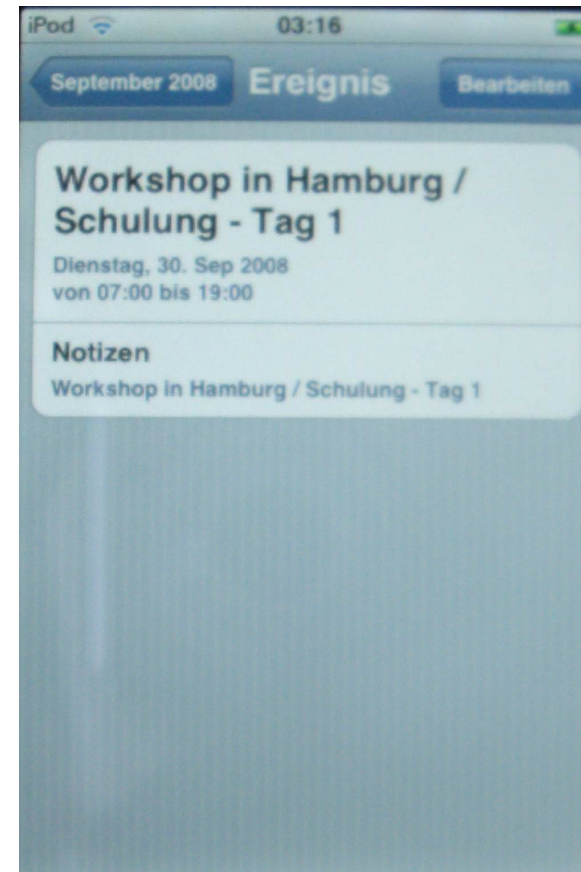 iPod 03:16
September 2008 Ereignis Bearbeiten
Workshop in Hamburg /
Schulung - Tag 1
Dienstag, 30. Sep 2008
von 07:00 bis 19:00
Notizen
Workshop in Hamburg / Schulung - Tag 1